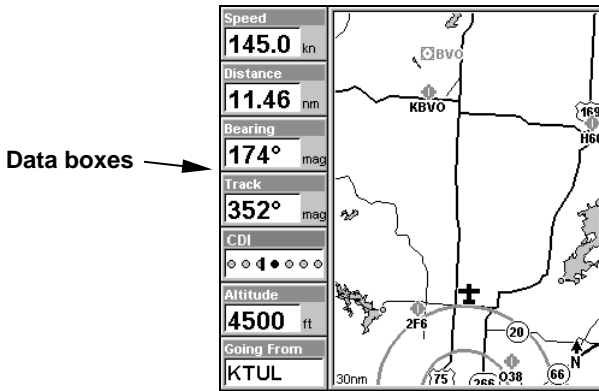 Data boxes
Speed
145.0 kn
Distance
11.46 nm
Bearing
174° mag
Track
352° mag
CDI
Altitude
4500 ft
Going From
KTUL
BVO
KBVO
169
H66
2F6
20
N
30nm
75
266
O38
66